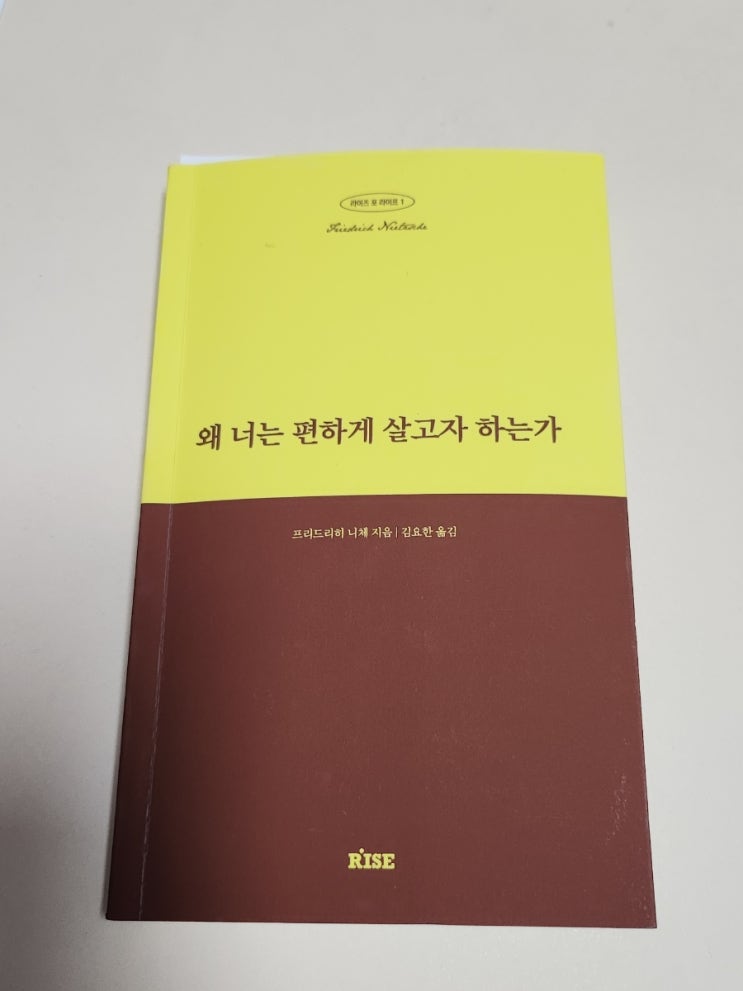 라이즈 포 라이프 1
Friedrich Nietzsche
왜 너는 편하게 살고자 하는가
프리드리히 니체 지음 | 김요한 옮김
RISE